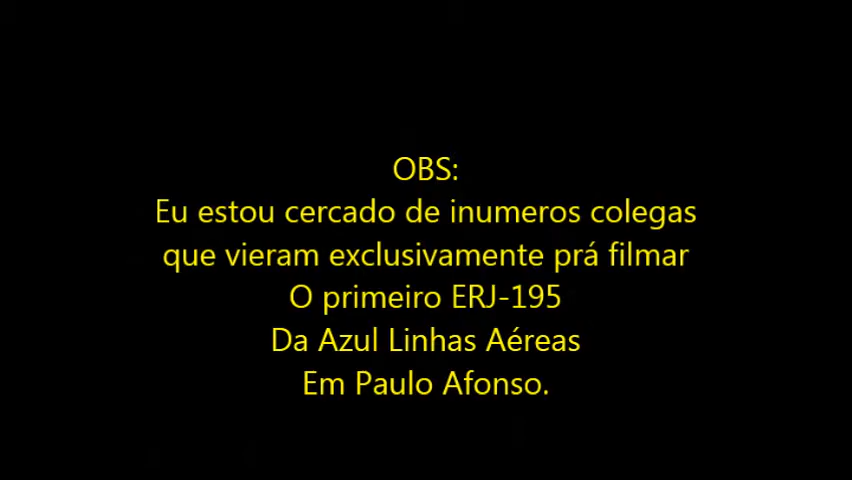 OBS:
Eu estou cercado de inumeros colegas
que vieram exclusivamente prá filmar
O primeiro ERJ-195
Da Azul Linhas Aéreas
Em Paulo Afonso.